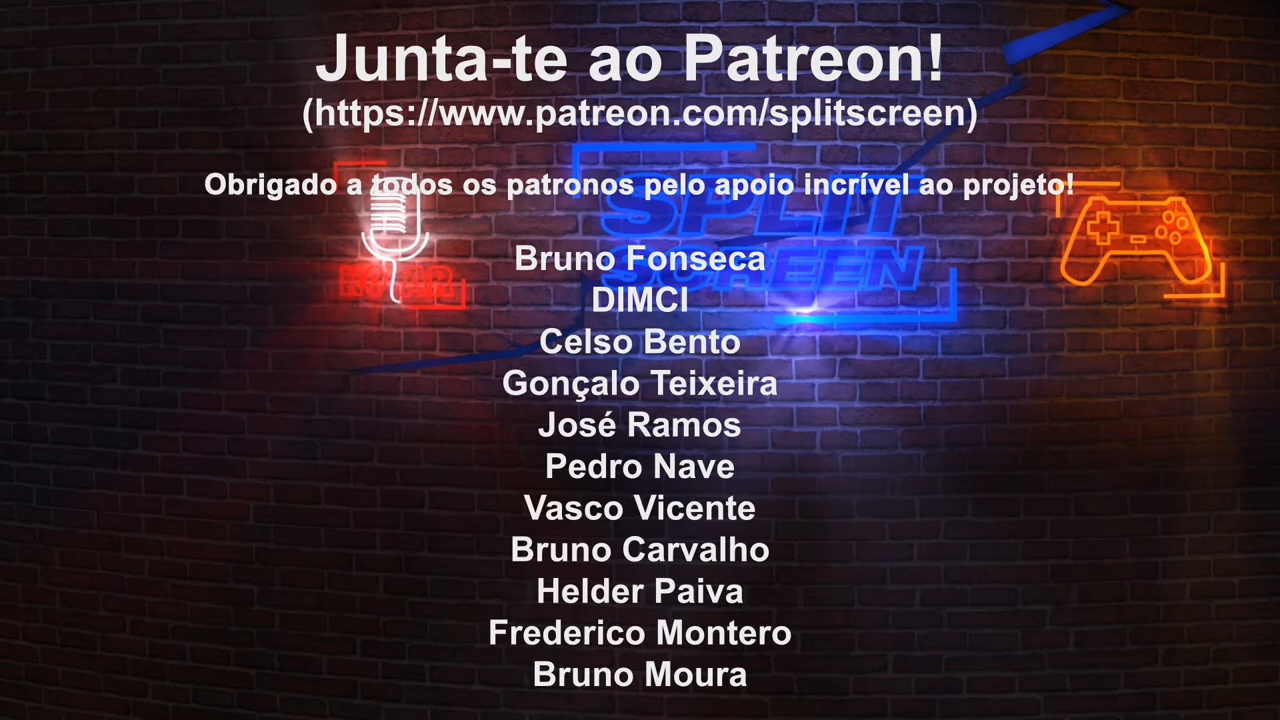 Junta-te ao Patreon!
(https://www.patreon.com/splitscreen)
Obrigado a todos os patronos pelo apoio incrível ao projeto!
SPLIT
SCREEN
Bruno Fonseca
DIMCI
Celso Bento
Gonçalo Teixeira
José Ramos
Pedro Nave
Vasco Vicente
Bruno Carvalho
Helder Paiva
Frederico Montero
Bruno Moura